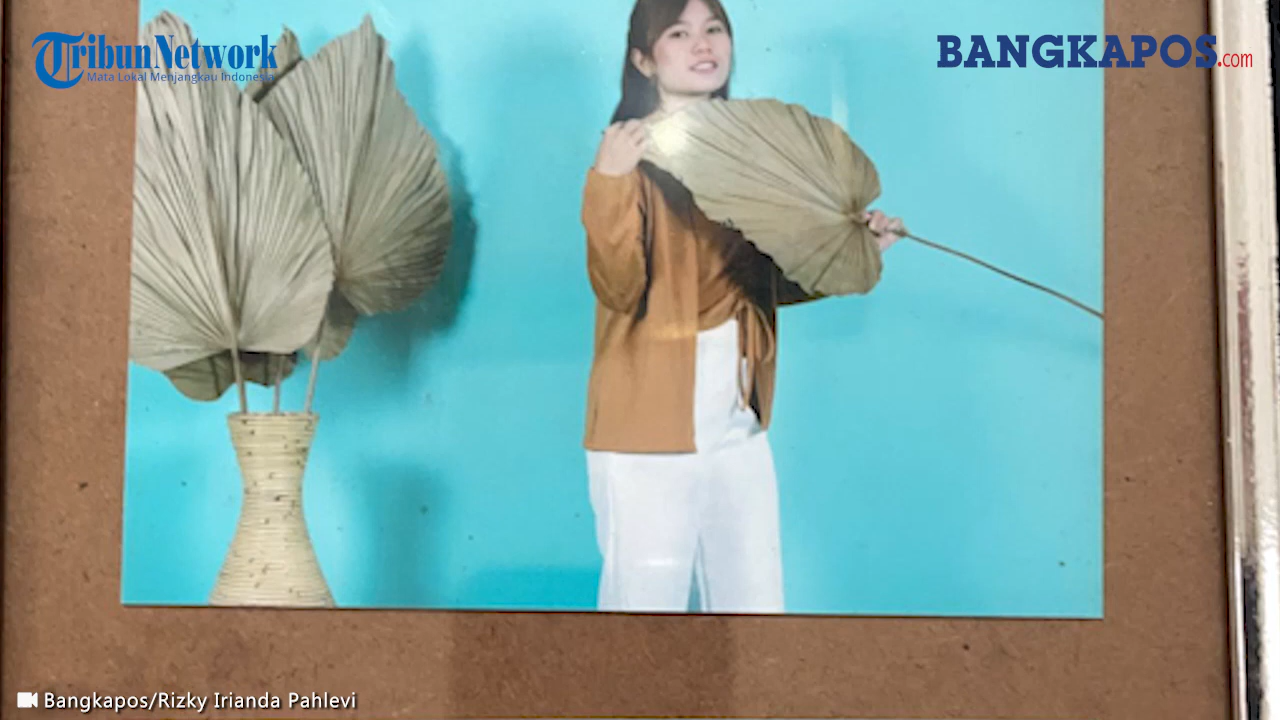 TribunNetwork
Mata Lokal Menjangkau Indonesia
BANGKAPOS.com
Bangkapos/Rizky Irianda Pahlevi